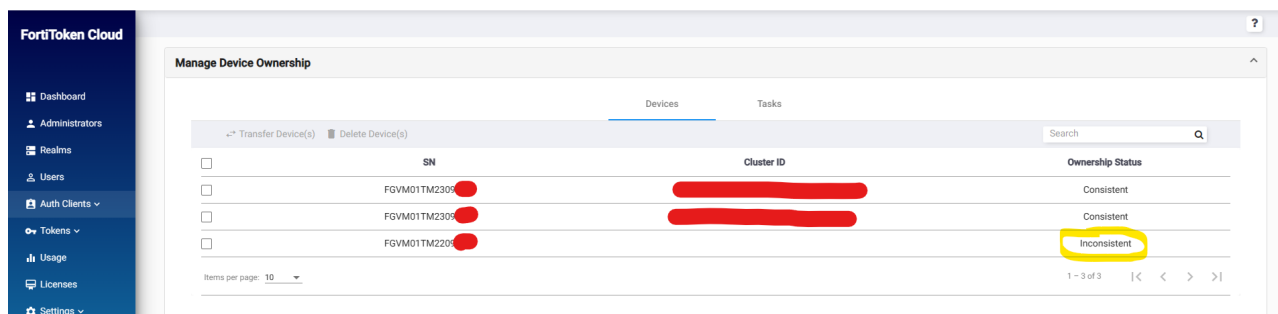 ?
FortiToken Cloud
Manage Device Ownership
Dashboard
Administrators
Realms
Users
Auth Clients
Tokens
Usage
Licenses
Settings
Devices Tasks
Transfer Device(s) Delete Device(s) Search
SN Cluster ID Ownership Status
FGVM01TM2309 Consistent
FGVM01TM2309 Consistent
FGVM01TM2209 Inconsistent
Items per page: 10 1 – 3 of 3